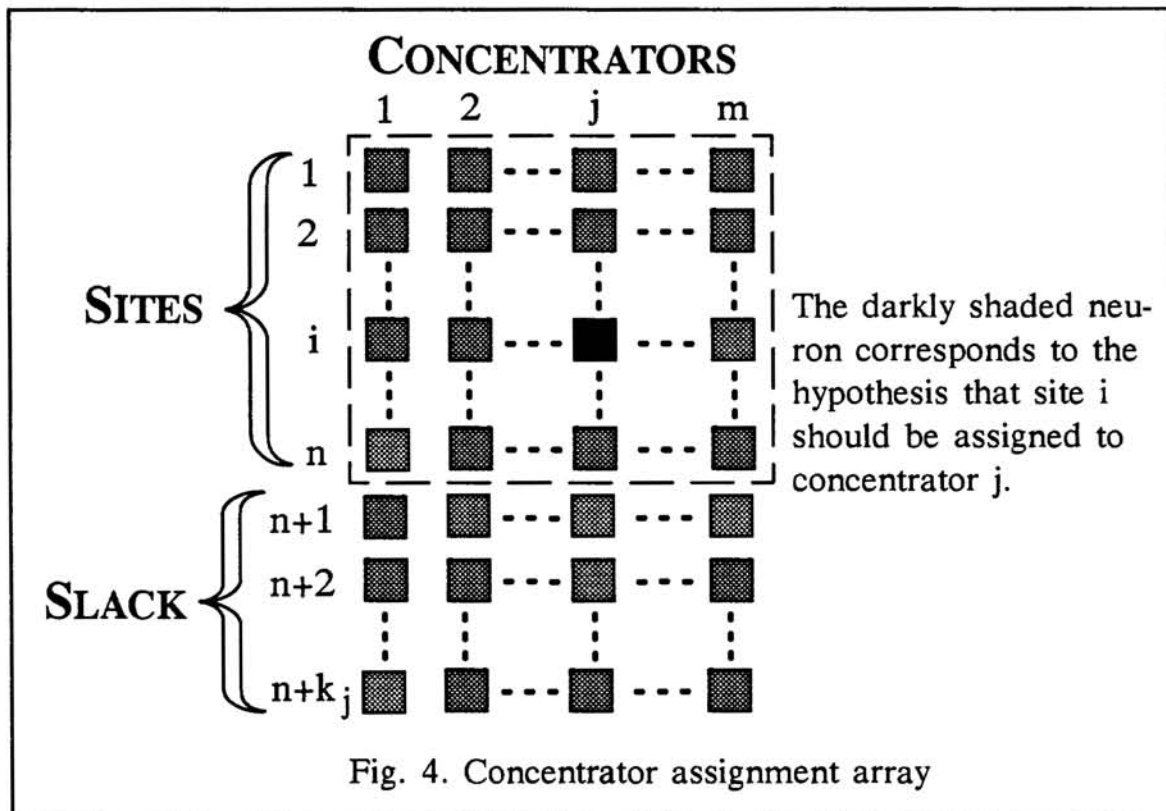 CONCENTRATORS
1 2 j m
1
2
SITES
i
The darkly shaded neu-
ron corresponds to the
hypothesis that site i
should be assigned to
concentrator j.
n
n+1
n+2
SLACK
n+kj
Fig. 4. Concentrator assignment array